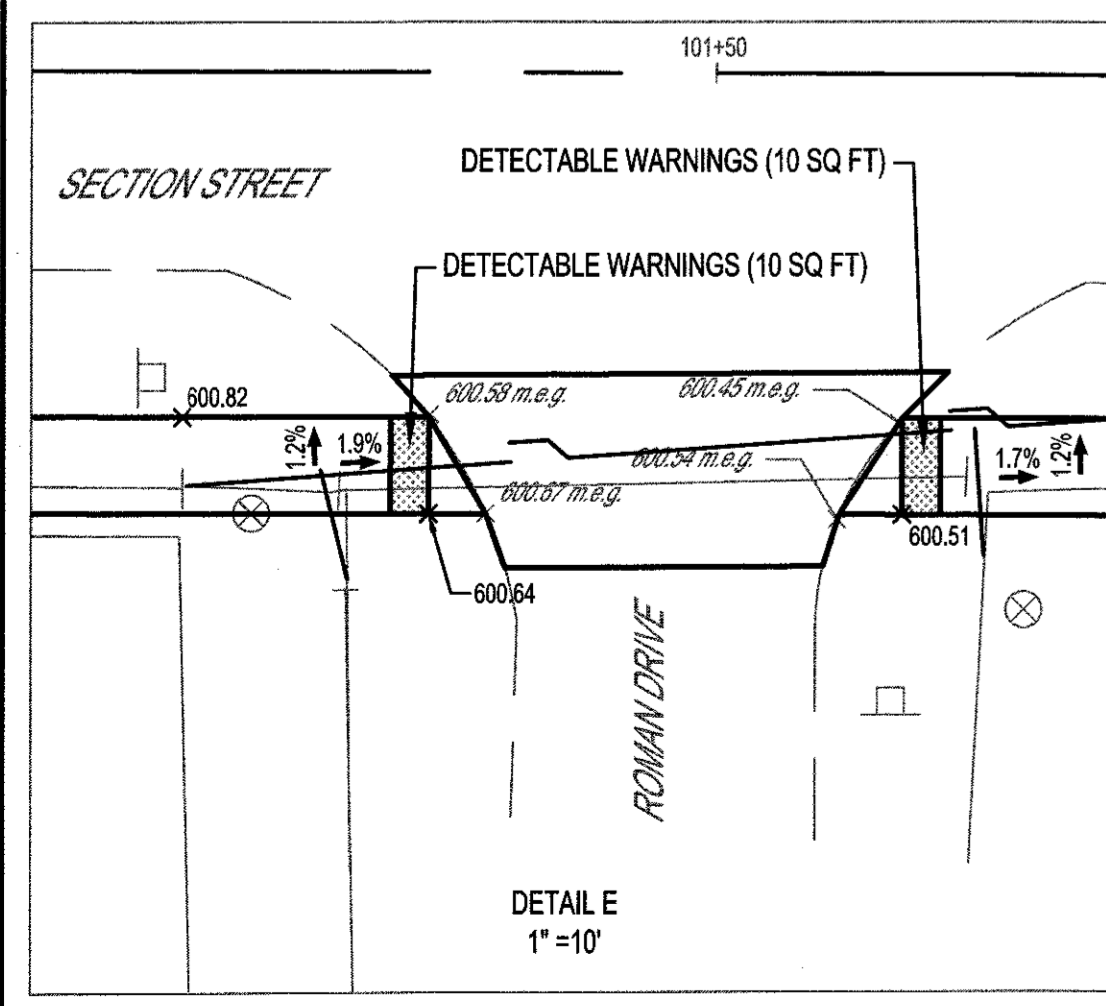 101+50
DETECTABLE WARNINGS (10 SQ FT)
SECTION STREET
DETECTABLE WARNINGS (10 SQ FT)
600.58 m.e.g.
600.45 m.e.g.
600.82
1.2%
1.9%
600.54 m.e.g.
1.7%
1.2%
600.67 m.e.g.
600.51
600.64
ROMAN DRIVE
DETAIL E
1" =10'